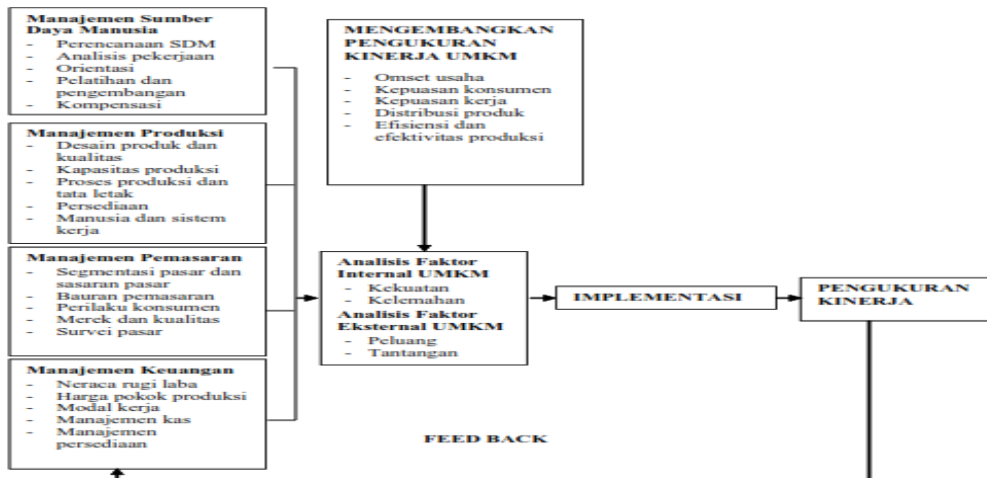 Manajemen Sumber
Daya Manusia
- Perencanaan SDM
- Analisis pekerjaan
- Orientasi
- Pelatihan dan
pengembangan
- Kompensasi
Manajemen Produksi
- Desain produk dan
kualitas
- Kapasitas produksi
- Proses produksi dan
tata letak
- Persediaan
- Manusia dan sistem
kerja
Manajemen Pemasaran
- Segmentasi pasar dan
sasaran pasar
- Bauran pemasaran
- Perilaku konsumen
- Merek dan kualitas
- Survei pasar
Manajemen Keuangan
- Neraca rugi laba
- Harga pokok produksi
- Modal kerja
- Manajemen kas
- Manajemen
persediaan
MENGEMBANGKAN
PENGUKURAN
KINERJA UMKM
- Omset usaha
- Kepuasan konsumen
- Kepuasan kerja
- Distribusi produk
- Efisiensi dan
efektivitas produksi
Analisis Faktor
Internal UMKM
- Kekuatan
- Kelemahan
Analisis Faktor
Eksternal UMKM
- Peluang
- Tantangan
IMPLEMENTASI
PENGUKURAN
KINERJA
FEED BACK